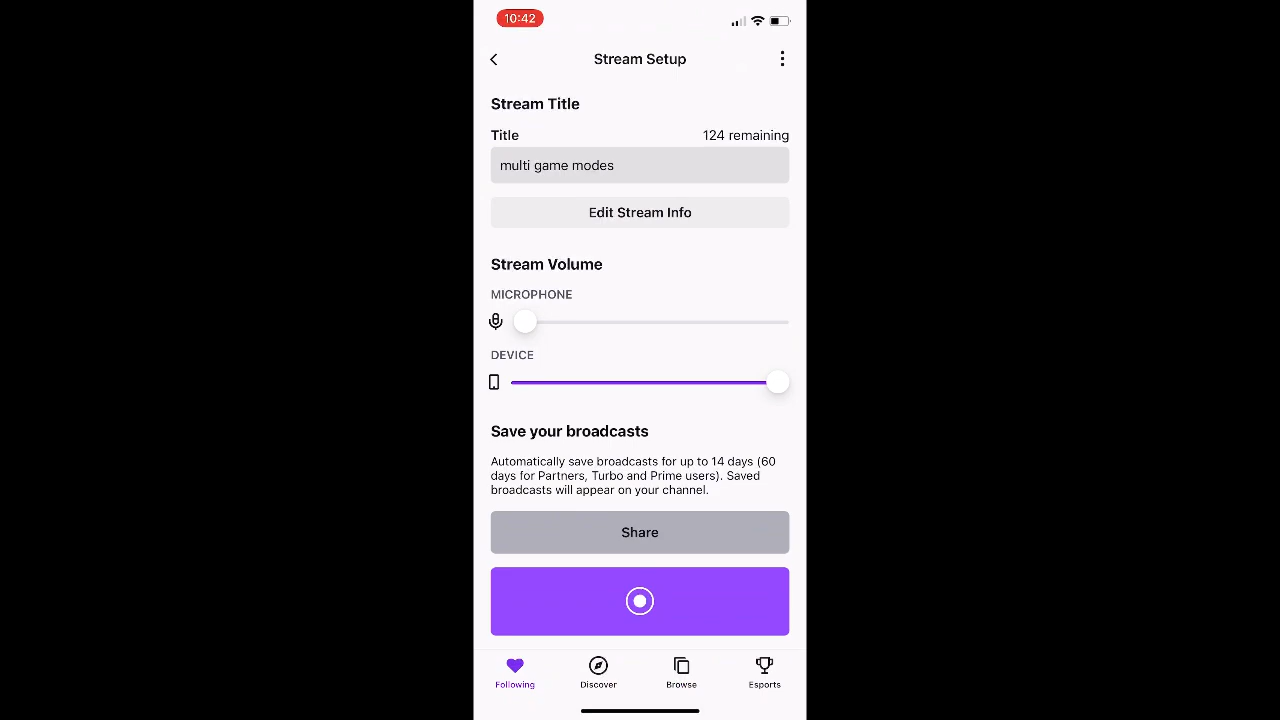 10:42
Stream Setup
Stream Title
Title
124 remaining
multi game modes
Edit Stream Info
Stream Volume
MICROPHONE
DEVICE
Save your broadcasts
Automatically save broadcasts for up to 14 days (60
days for Partners, Turbo and Prime users). Saved
broadcasts will appear on your channel.
Share
Following
Discover
Browse
Esports